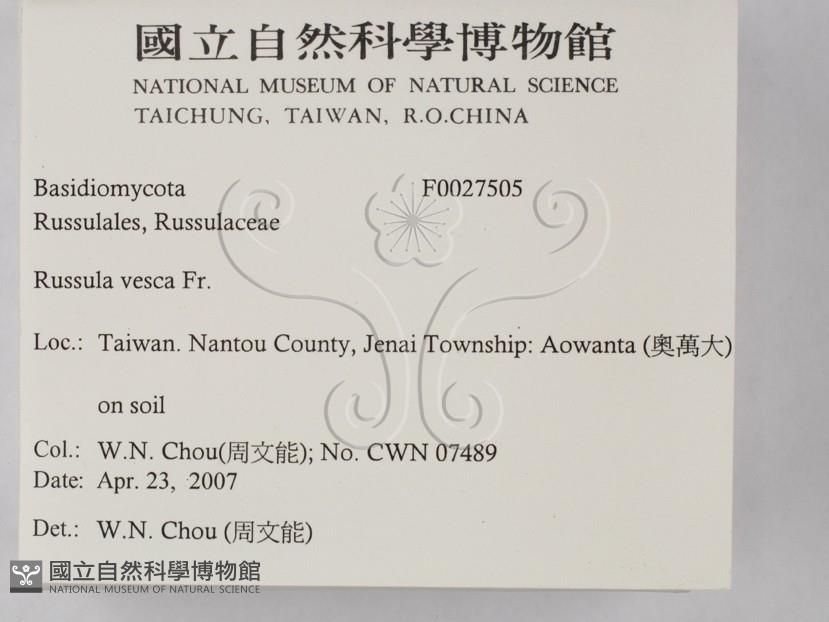 國立自然科學博物館
NATIONAL MUSEUM OF NATURAL SCIENCE
TAICHUNG, TAIWAN, R.O.CHINA
Basidiomycota F0027505
Russulales, Russulaceae
Russula vesca Fr.
Loc.: Taiwan. Nantou County, Jenai Township: Aowanta (奧萬大)
on soil
Col.: W.N. Chou(周文能); No. CWN 07489
Date: Apr. 23, 2007
Det.: W.N. Chou (周文能)
國立自然科學博物館
NATIONAL MUSEUM OF NATURAL SCIENCE